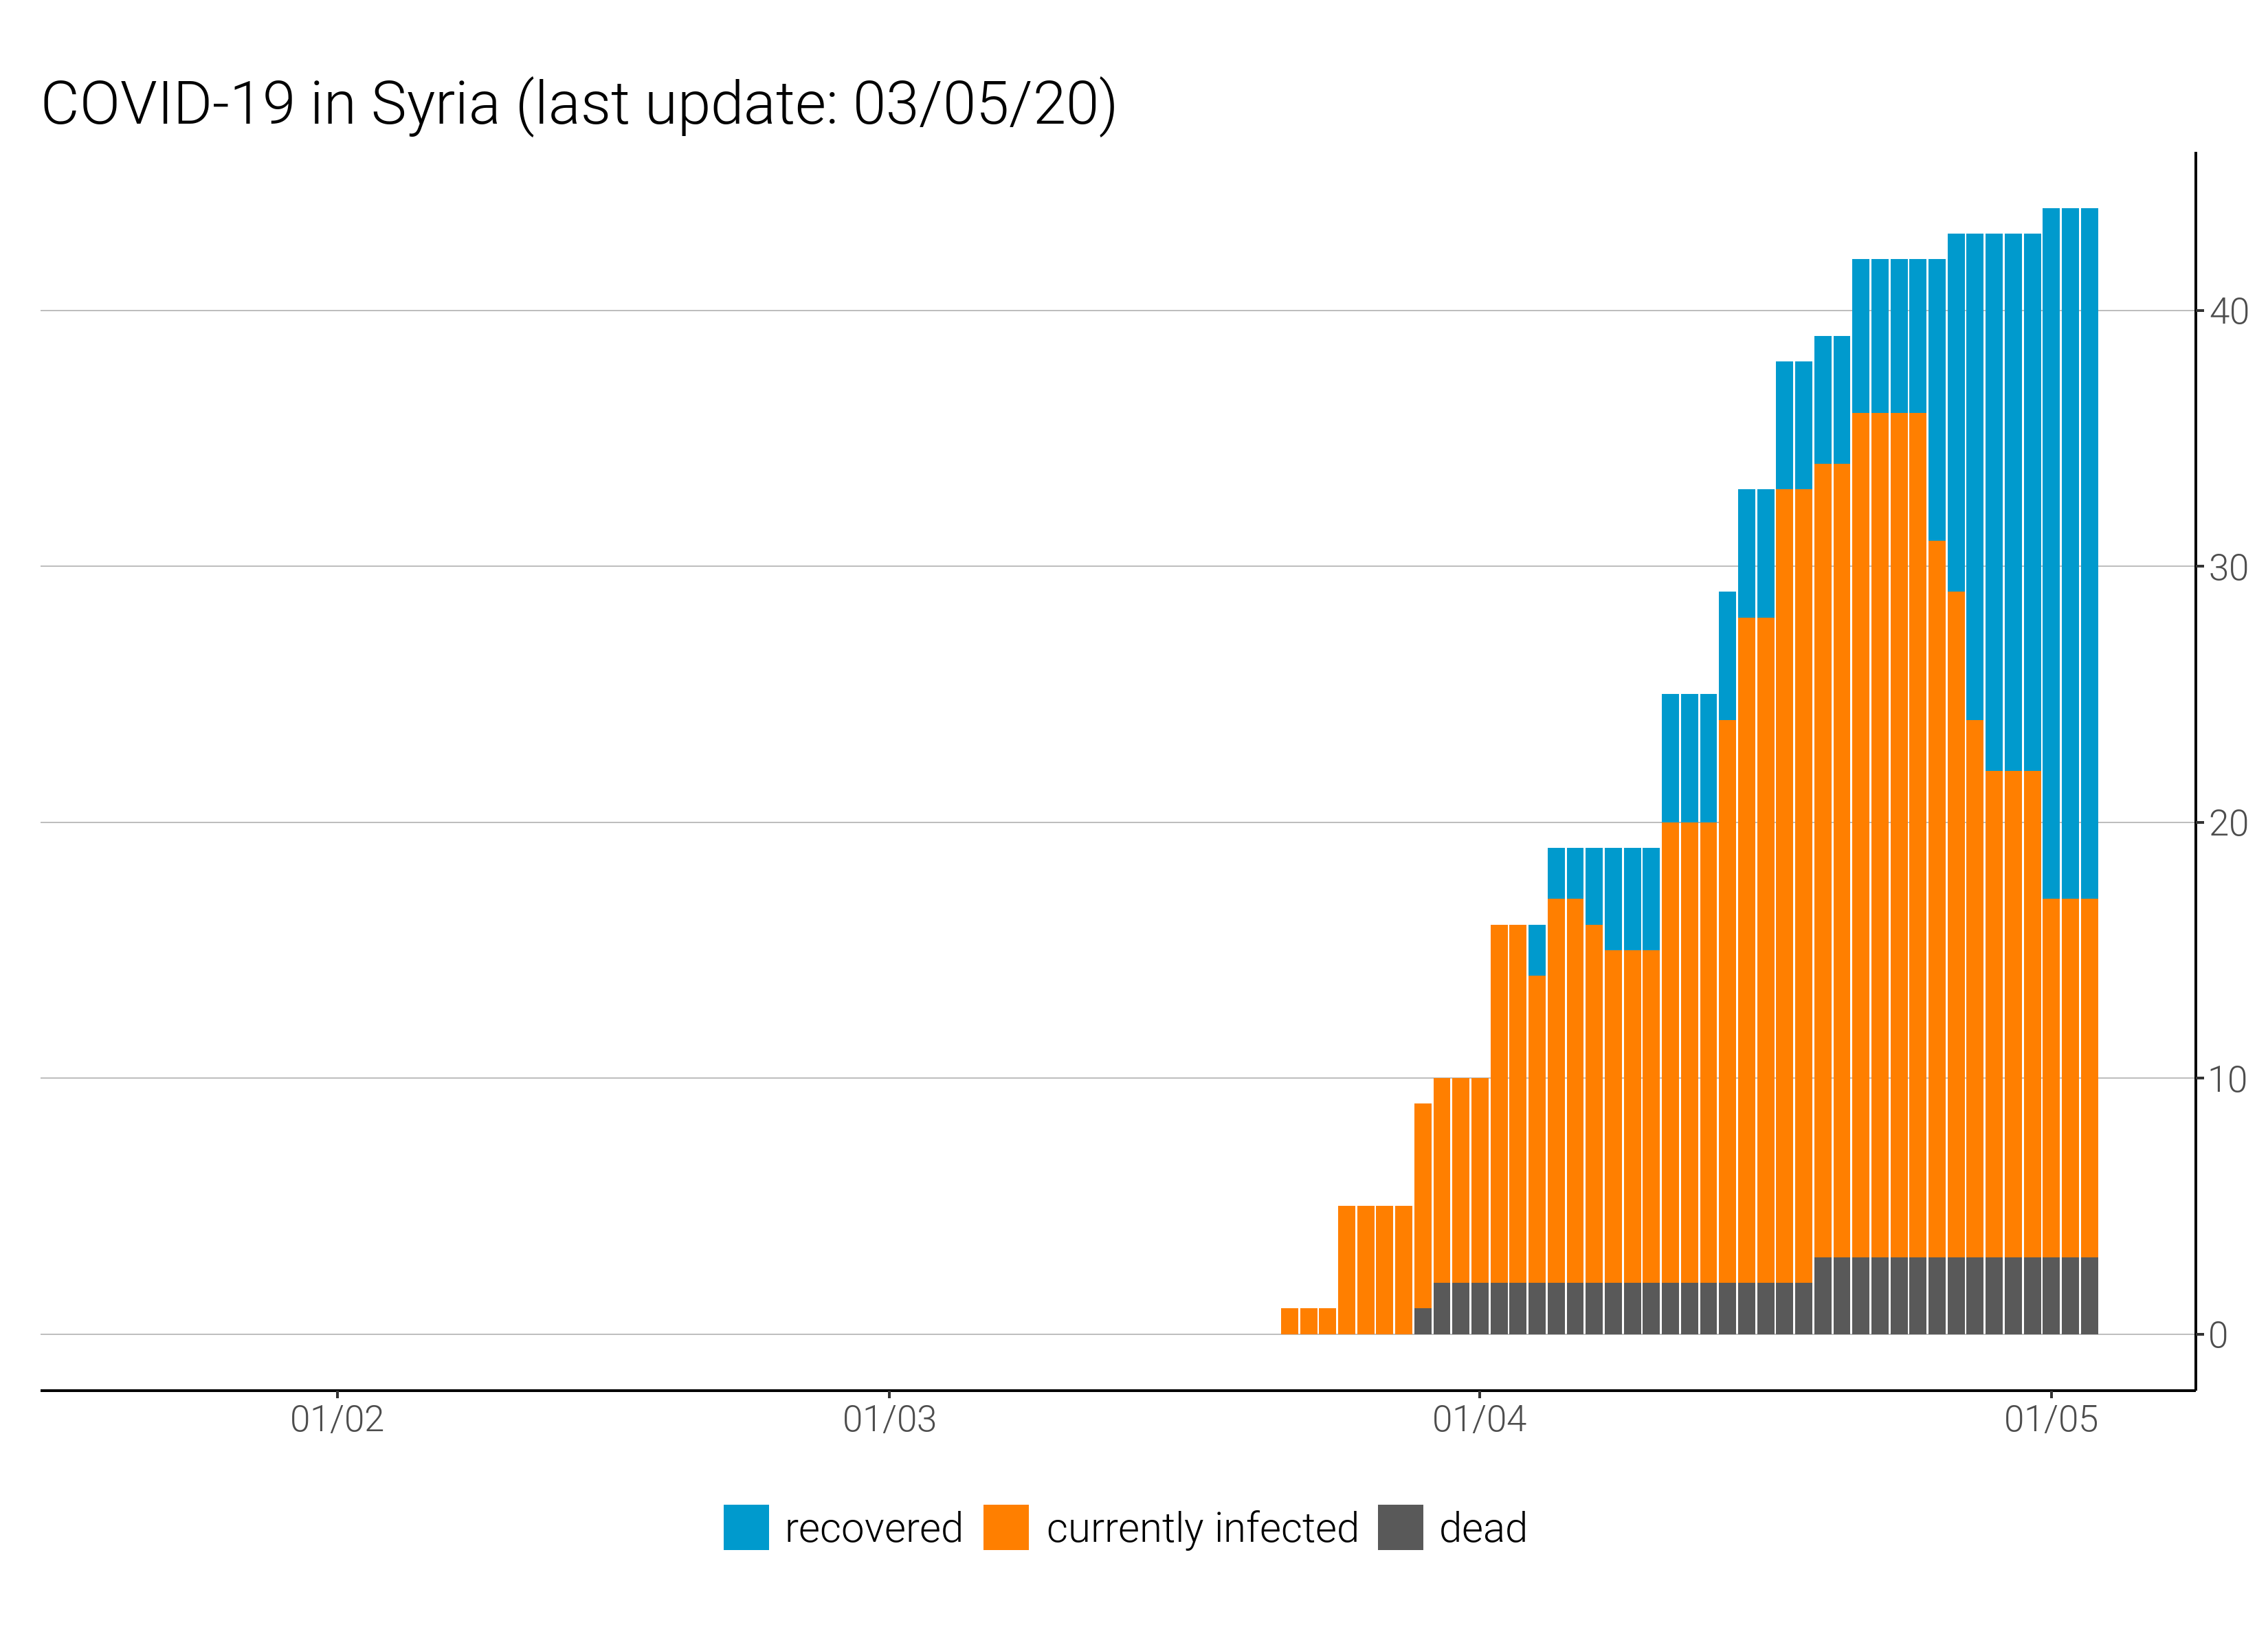 COVID-19 in Syria (last update: 03/05/20)
40
30
20
10
0
01/02 01/03 01/04 01/05
recovered currently infected dead